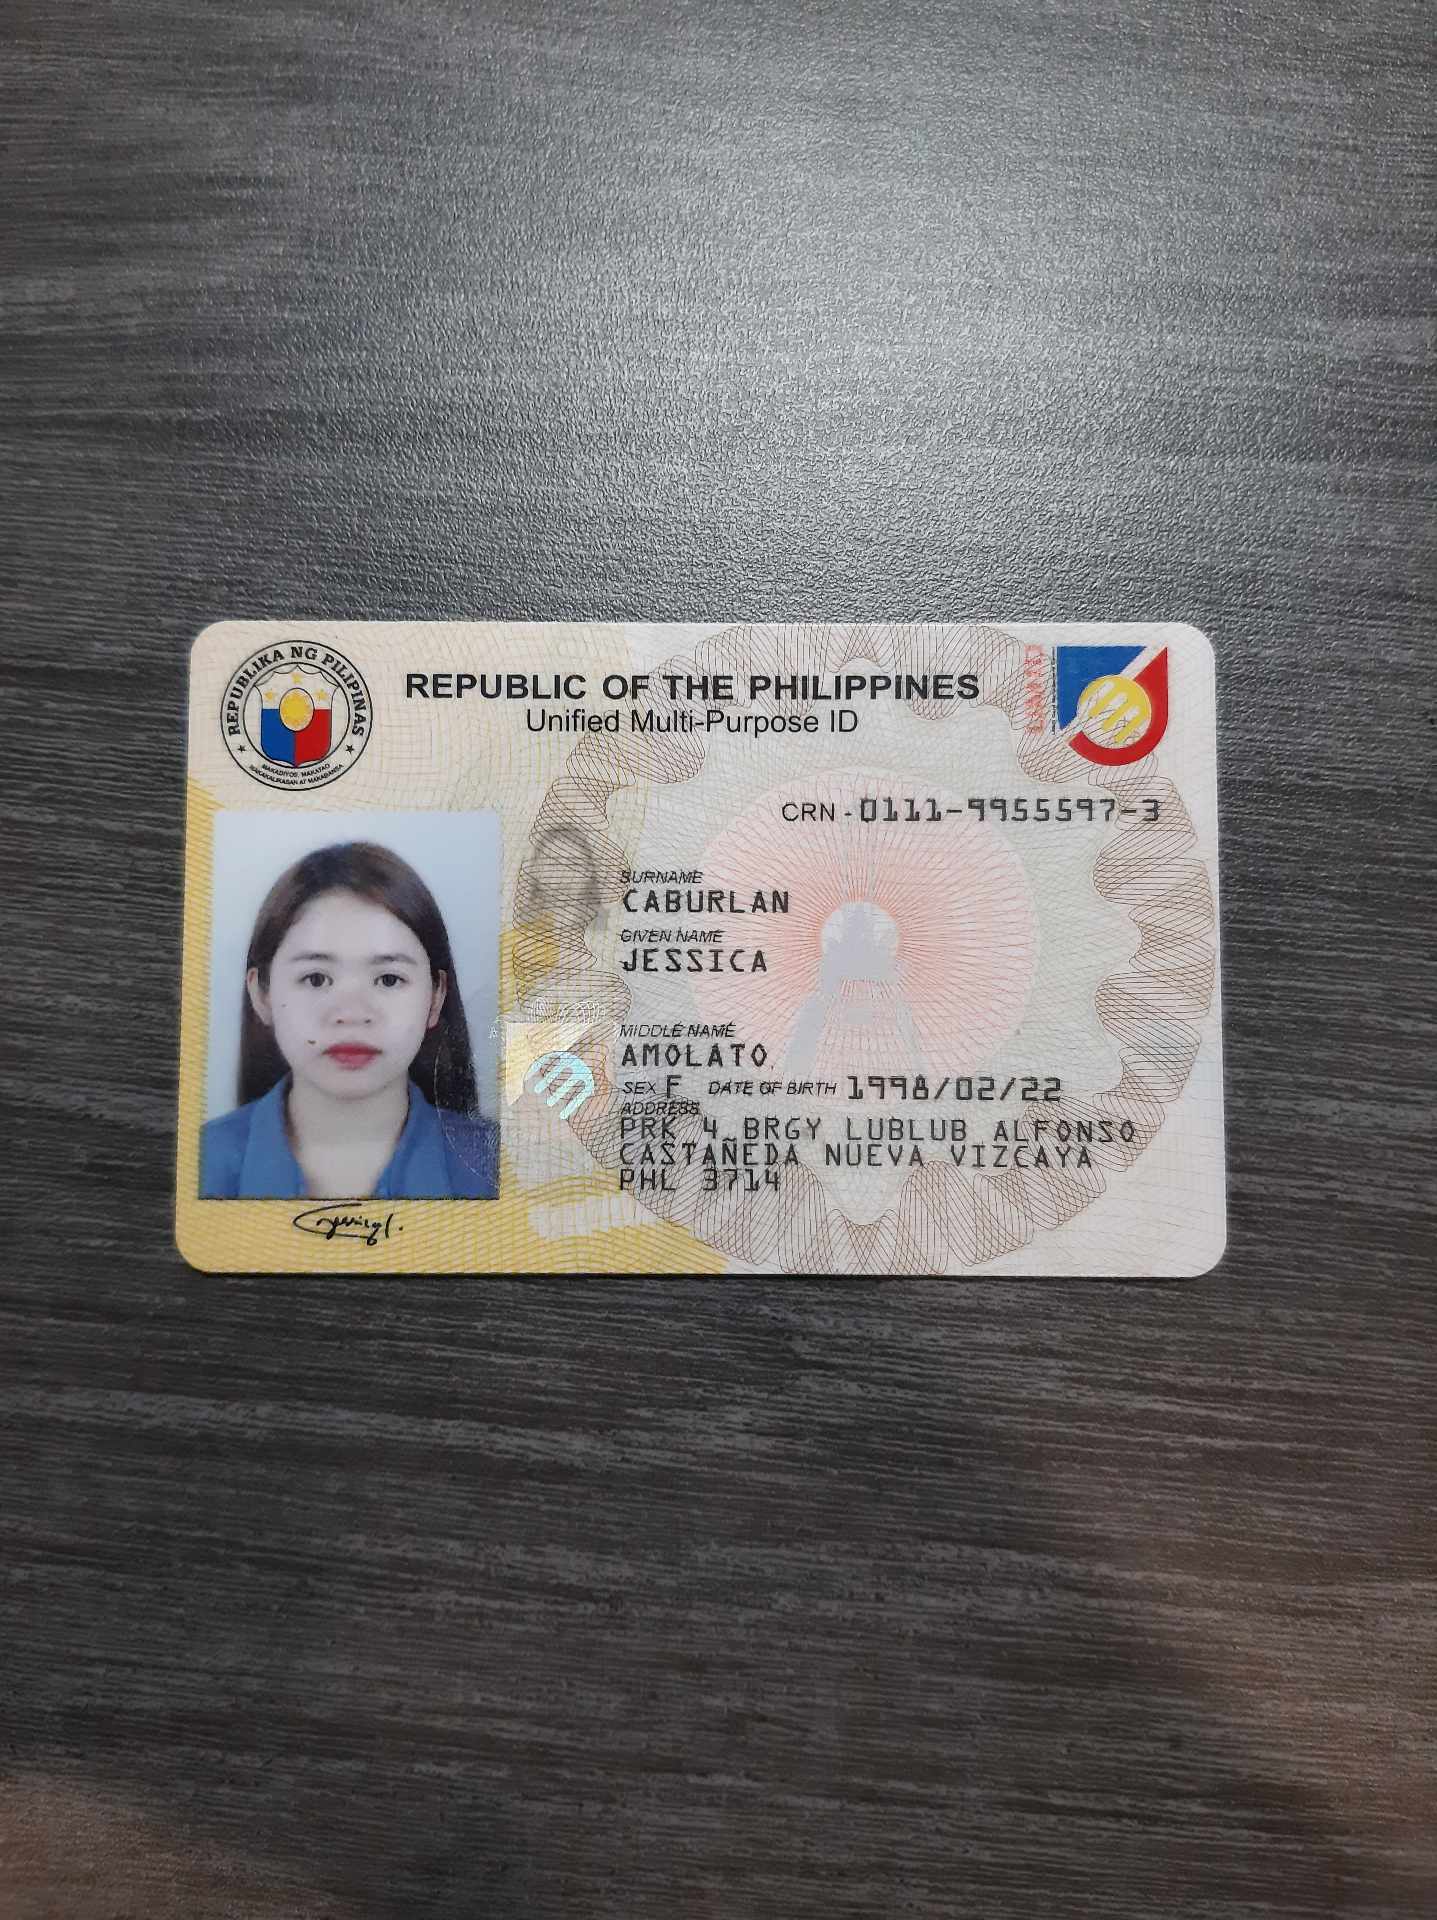 REPUBLIKA NG PILIPINAS
MAKADIYOS, MAKATAO
MAKAKALIKASAN AT MAKABANSA
REPUBLIC OF THE PHILIPPINES
Unified Multi-Purpose ID
CRN - 0111-9955597-3
SURNAME
CABURLAN
GIVEN NAME
JESSICA
MIDDLE NAME
AMOLATO
SEX F DATE OF BIRTH 1998/02/22
ADDRESS
PRK 4 BRGY LUBLUB ALFONSO
CASTAÑEDA NUEVA VIZCAYA
PHL 3714